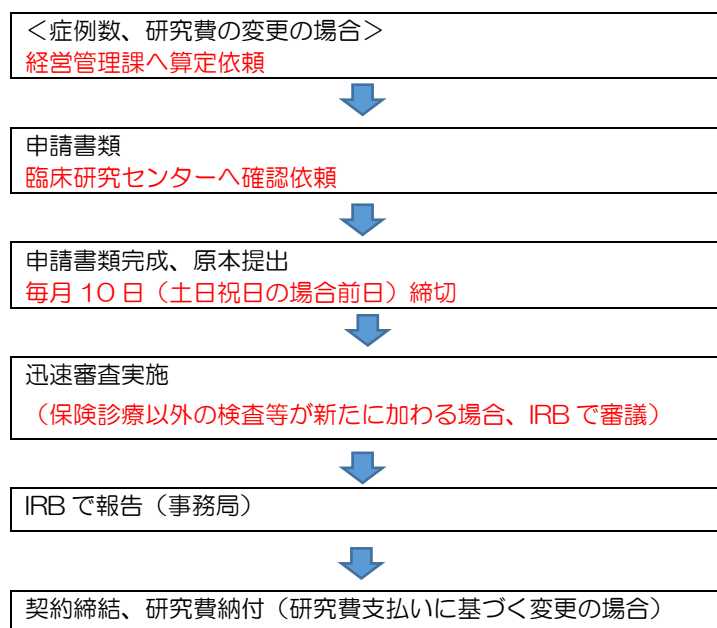 ＜症例数、研究費の変更の場合＞
経営管理課へ算定依頼
申請書類
臨床研究センターへ確認依頼
申請書類完成、原本提出
毎月 10 日（土日祝日の場合前日）締切
迅速審査実施
（保険診療以外の検査等が新たに加わる場合、IRB で審議）
IRB で報告（事務局）
契約締結、研究費納付（研究費支払いに基づく変更の場合）